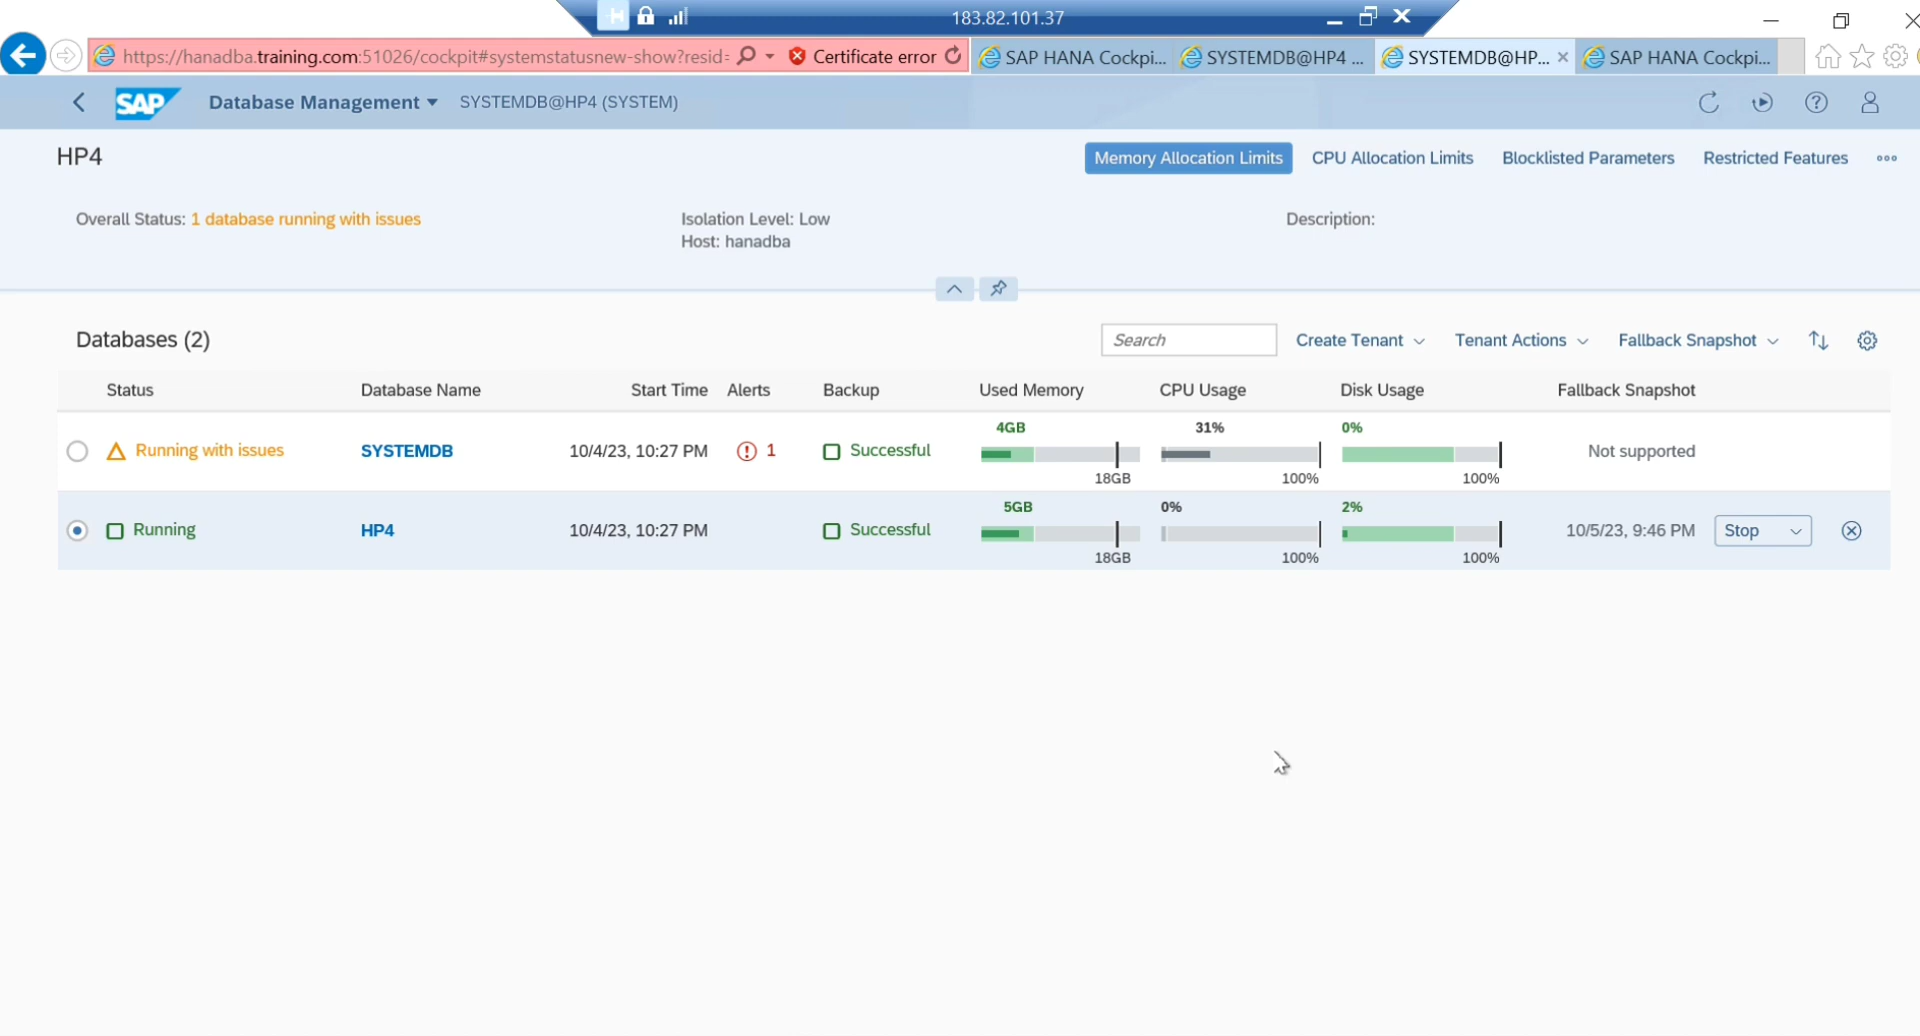 183.82.101.37
https://hanadba.training.com:51026/cockpit#systemstatusnew-show?resid= Certificate error SAP HANA Cockpi... SYSTEMDB@HP4 ... SYSTEMDB@HP... SAP HANA Cockpi...
SAP Database Management SYSTEMDB@HP4 (SYSTEM)
HP4 Memory Allocation Limits CPU Allocation Limits Blocklisted Parameters Restricted Features
Overall Status: 1 database running with issues Isolation Level: Low Description:
Host: hanadba
Databases (2) Search Create Tenant Tenant Actions Fallback Snapshot
Status Database Name Start Time Alerts Backup Used Memory CPU Usage Disk Usage Fallback Snapshot
4GB 31% 0%
Running with issues SYSTEMDB 10/4/23, 10:27 PM 1 Successful Not supported
18GB 100% 100%
5GB 0% 2%
Running HP4 10/4/23, 10:27 PM Successful 10/5/23, 9:46 PM Stop
18GB 100% 100%